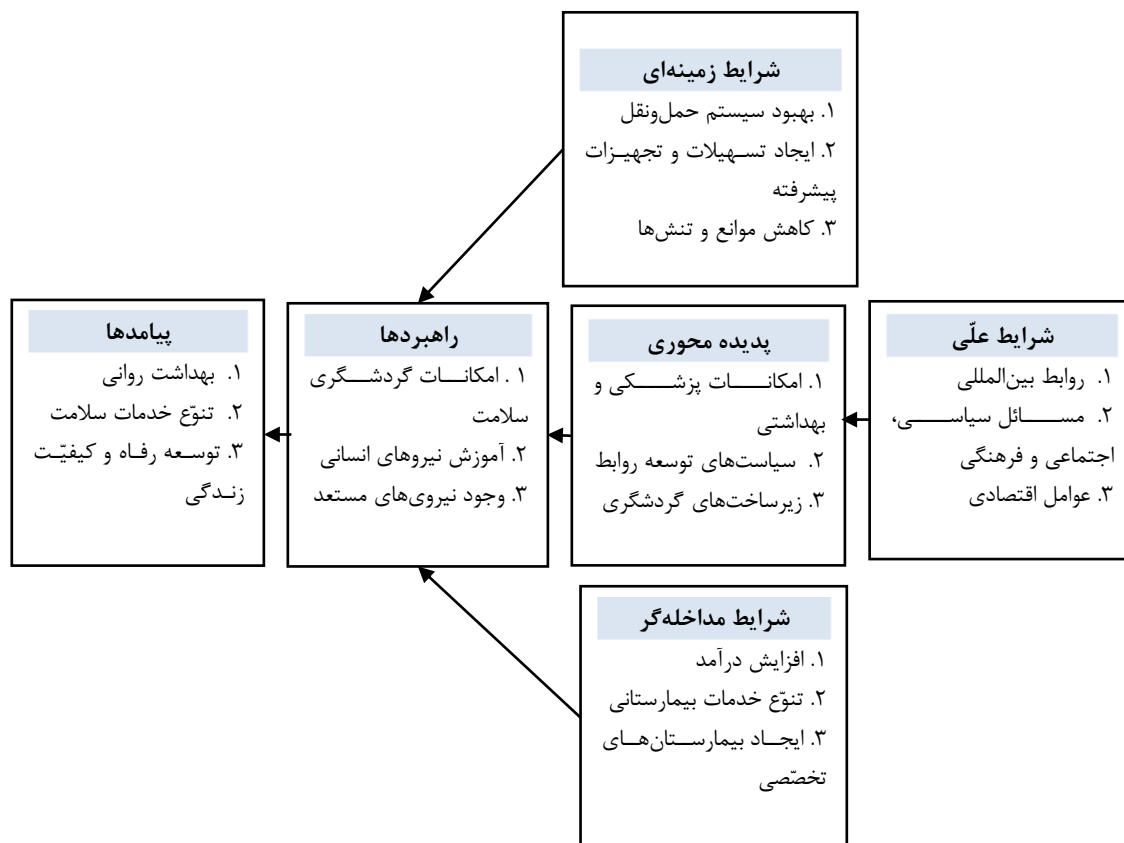 شرایط زمینه‌ای
۱. بهبود سیستم حمل‌ونقل
۲. ایجاد تسهیلات و تجهیزات
پیشرفته
۳. کاهش موانع و تنش‌ها
شرایط علّی
۱. روابط بین‌المللی
۲. مسائل سیاسی،
اجتماعی و فرهنگی
۳. عوامل اقتصادی
پدیده محوری
۱. امکانات پزشکی و
بهداشتی
۲. سیاست‌های توسعه روابط
۳. زیرساخت‌های گردشگری
راهبردها
۱. امکانات گردشگری
سلامت
۲. آموزش نیروهای انسانی
۳. وجود نیروی‌های مستعد
پیامدها
۱. بهداشت روانی
۲. تنوّع خدمات سلامت
۳. توسعه رفاه و کیفیّت
زندگی
شرایط مداخله‌گر
۱. افزایش درآمد
۲. تنوّع خدمات بیمارستانی
۳. ایجاد بیمارستان‌های
تخصّصی